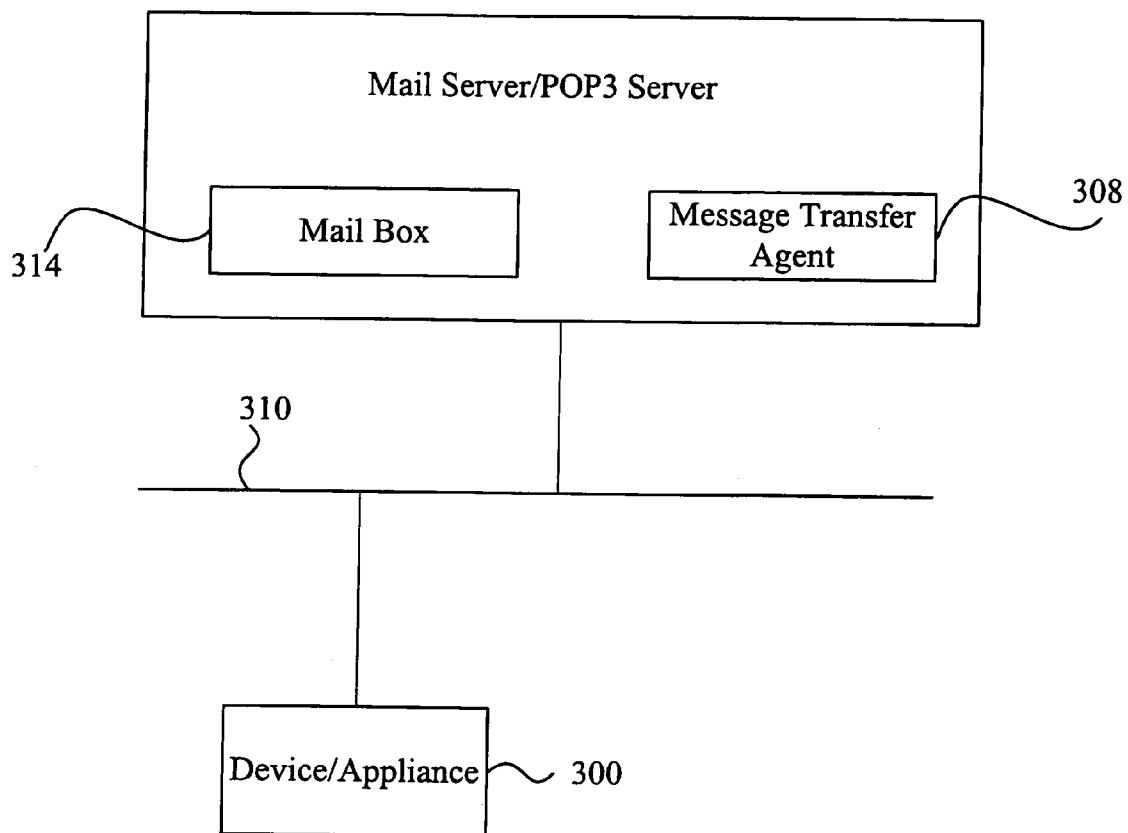 Mail Server/POP3 Server
308
Mail Box
Message Transfer
Agent
314
310
Device/Appliance
300